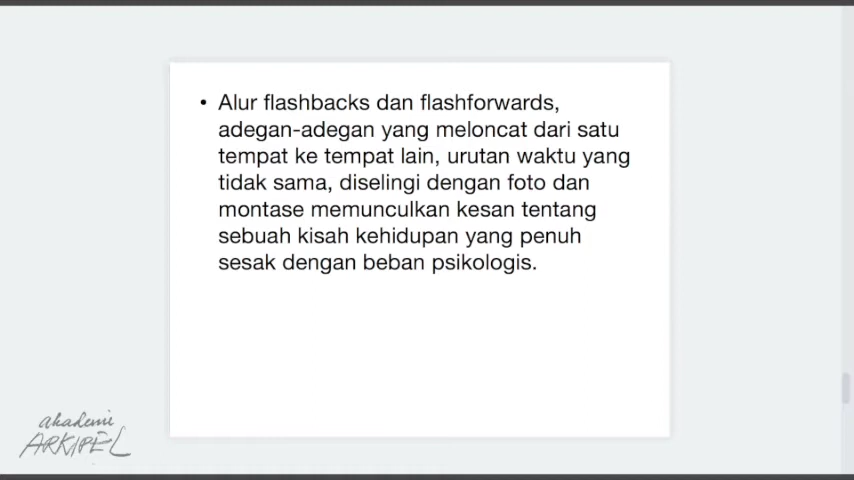 • Alur flashbacks dan flashforwards,
adegan-adegan yang meloncat dari satu
tempat ke tempat lain, urutan waktu yang
tidak sama, diselingi dengan foto dan
montase memunculkan kesan tentang
sebuah kisah kehidupan yang penuh
sesak dengan beban psikologis.
akademi
ARKIPEL